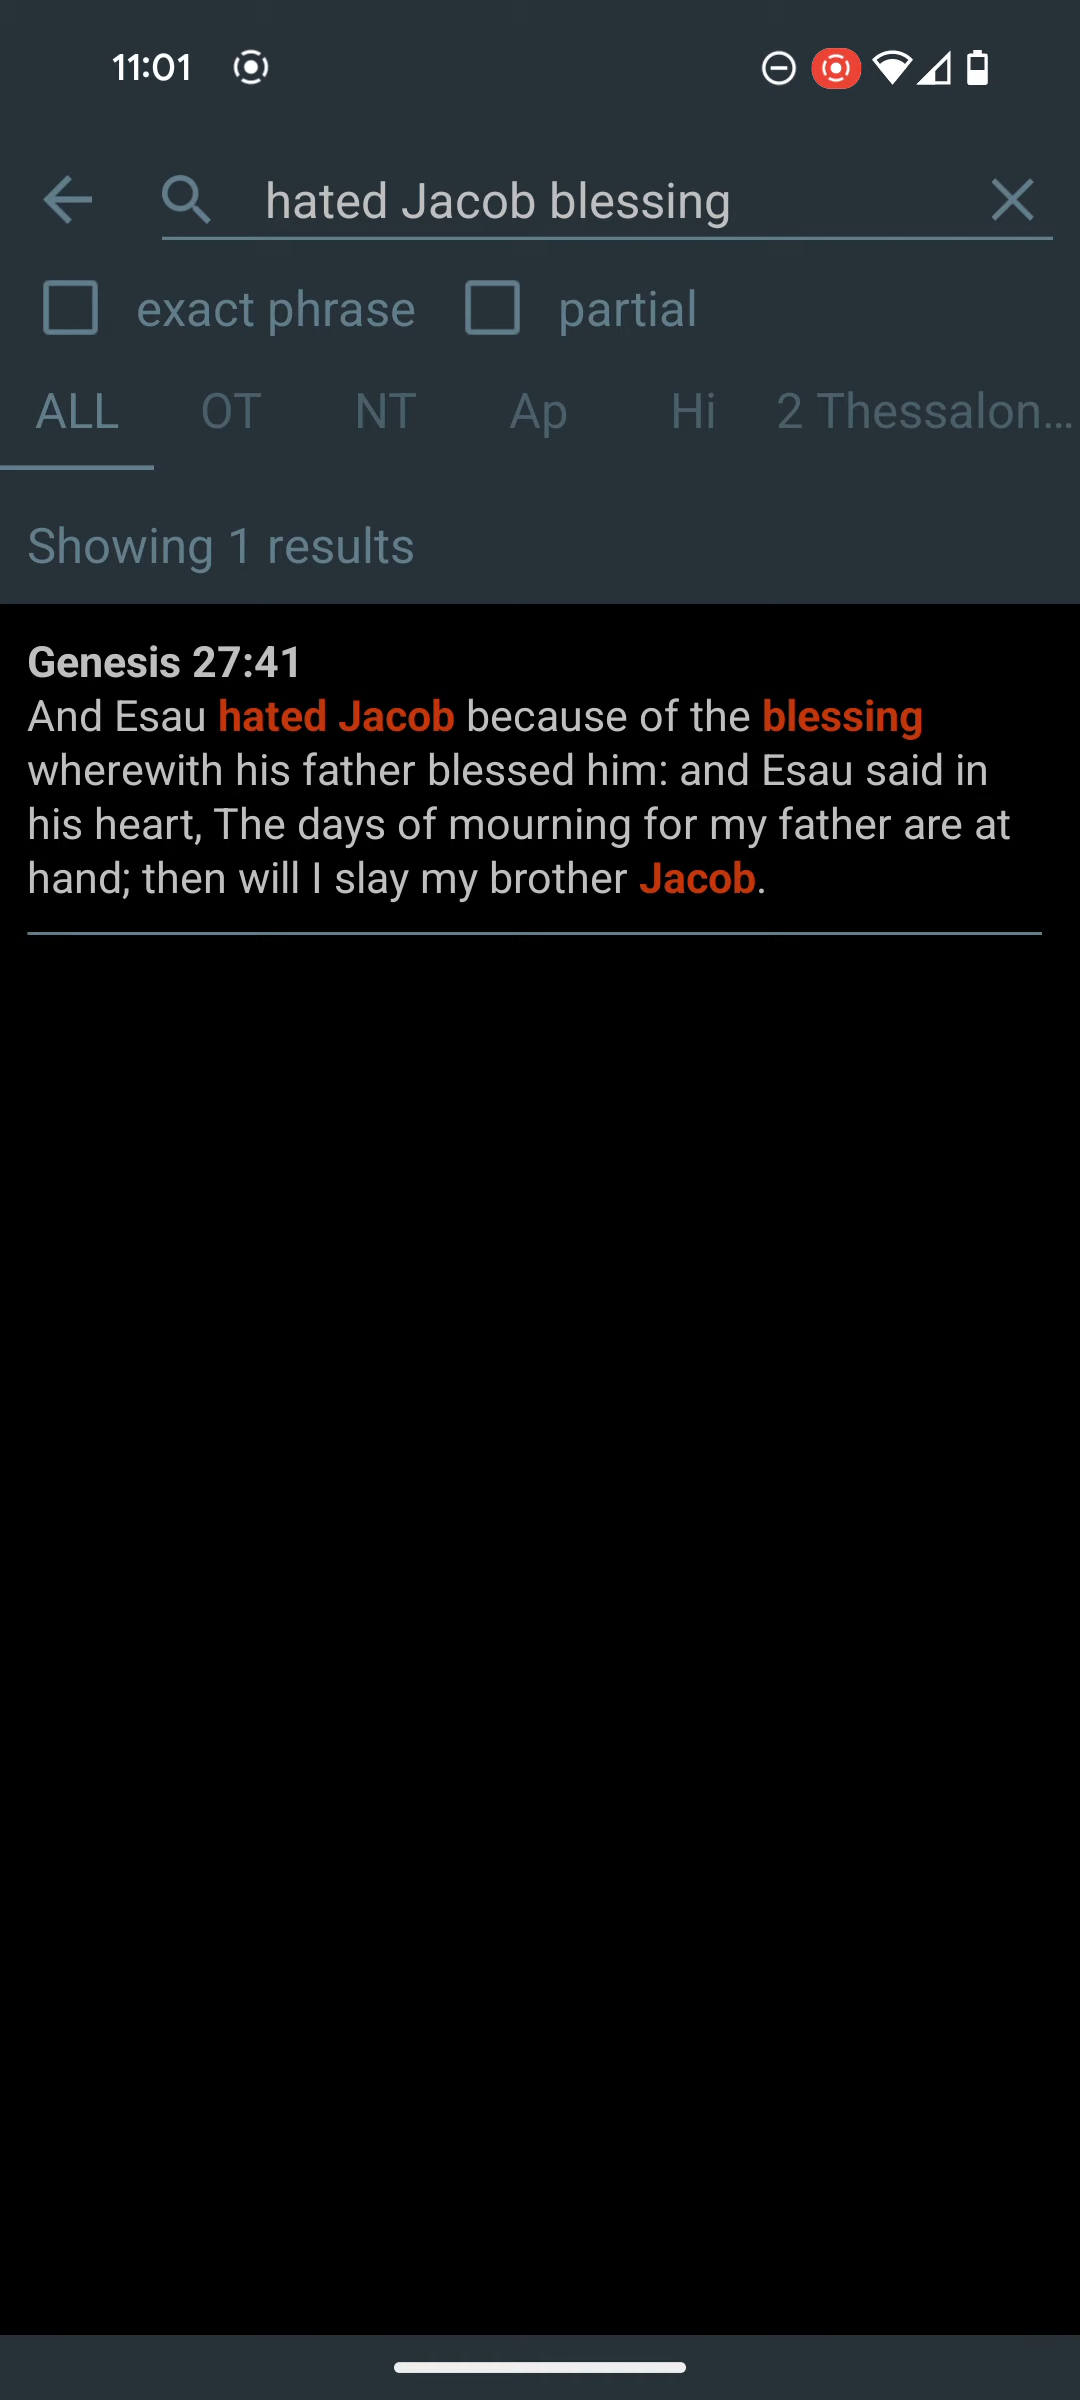 11:01
hated Jacob blessing
exact phrase partial
ALL OT NT Ap Hi 2 Thessalon...
Showing 1 results
Genesis 27:41
And Esau hated Jacob because of the blessing
wherewith his father blessed him: and Esau said in
his heart, The days of mourning for my father are at
hand; then will I slay my brother Jacob.